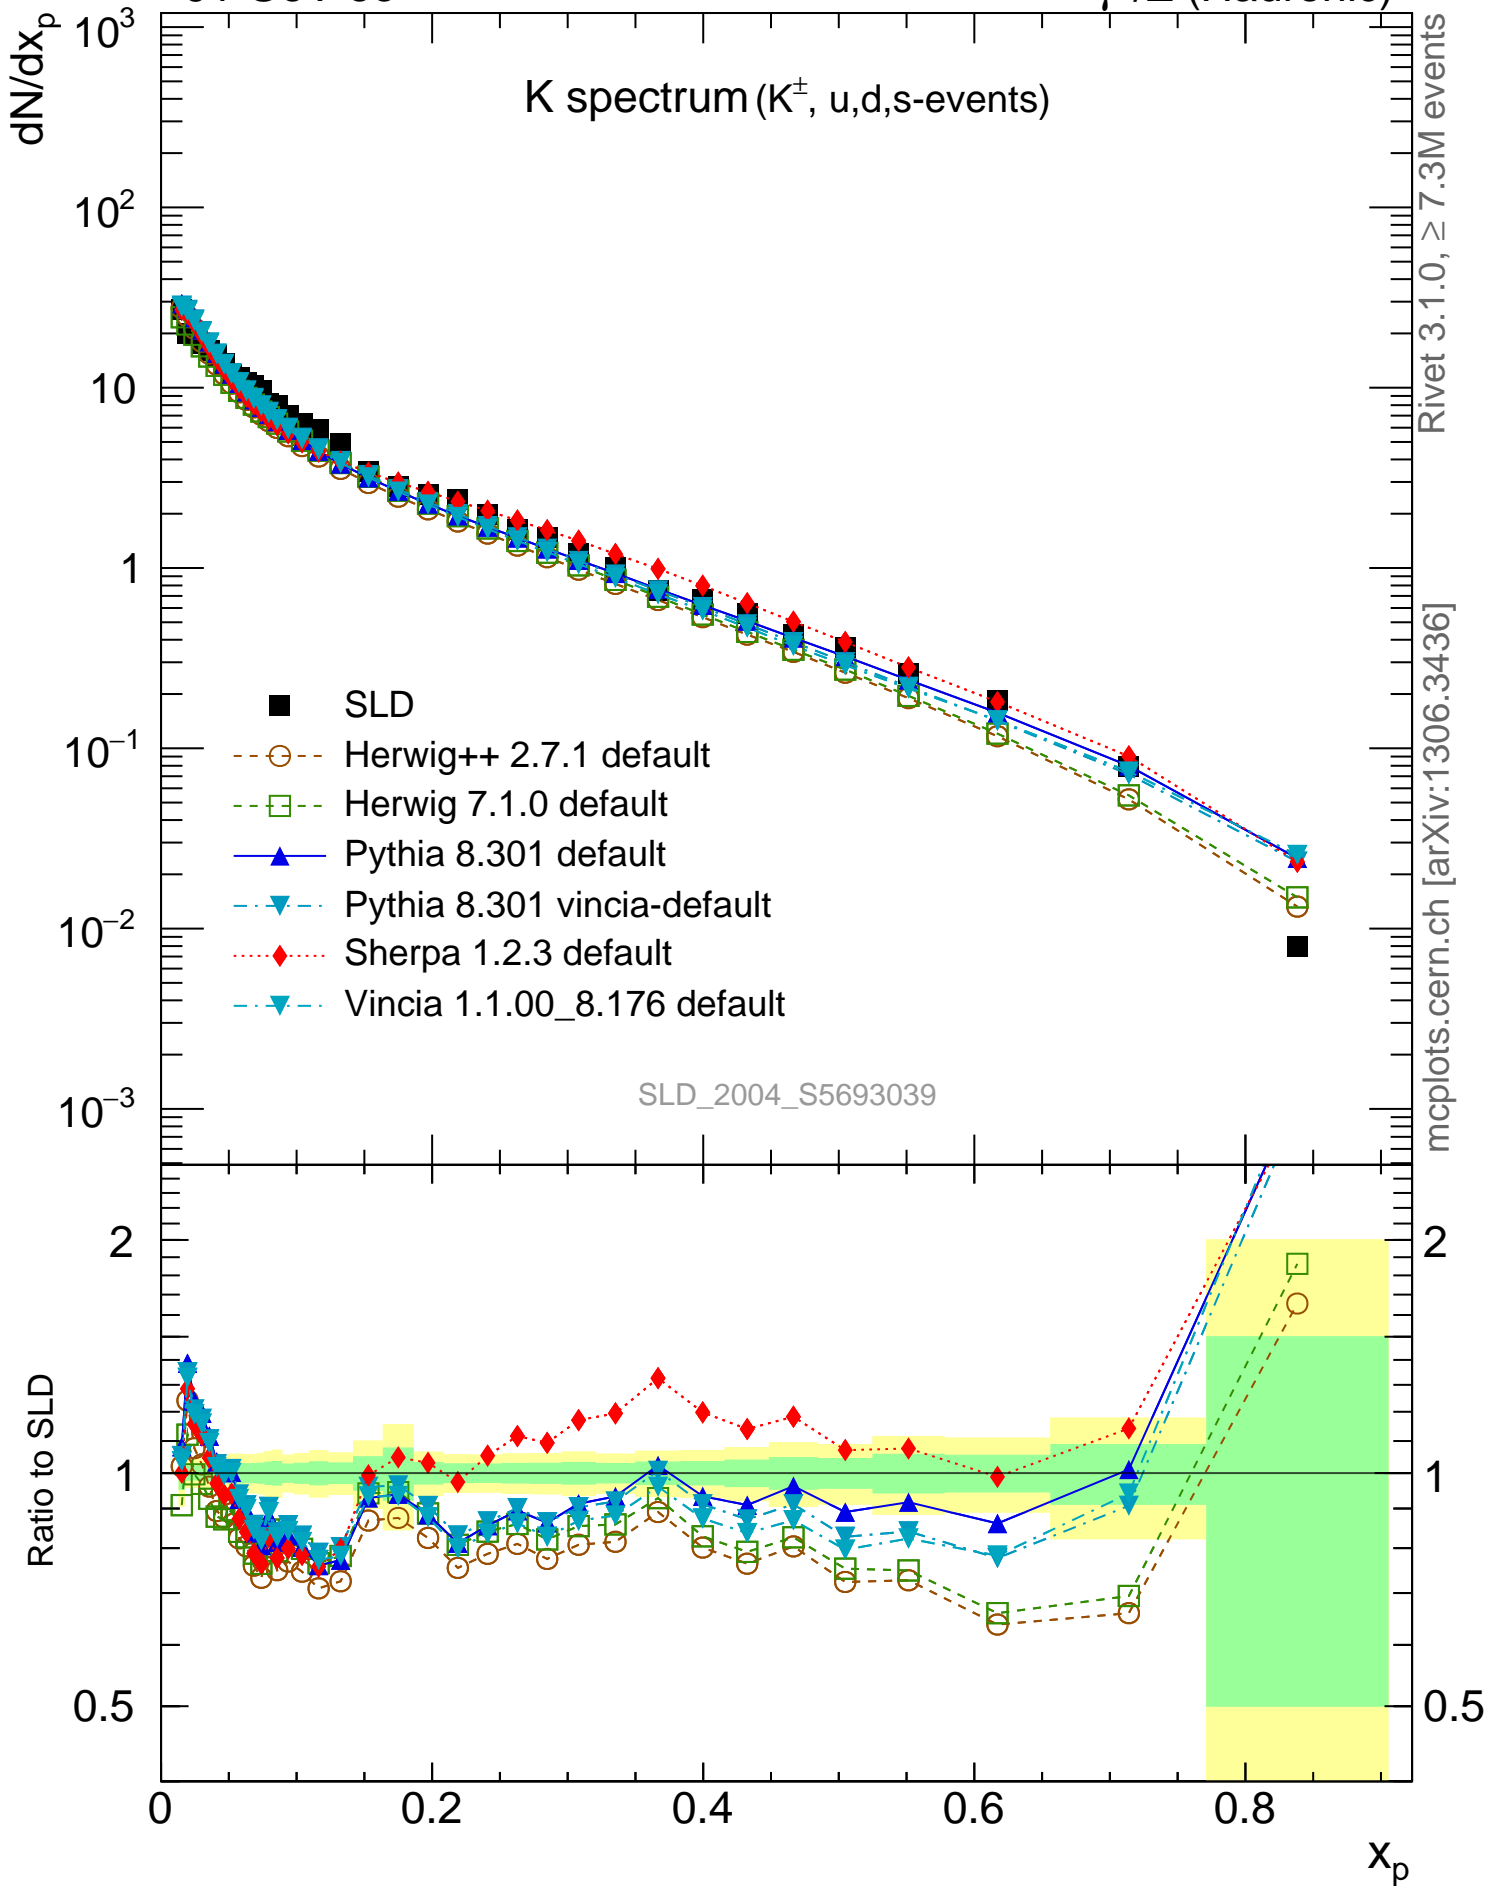 dN/dx_p
K spectrum (K±, u,d,s-events)
10³
10²
10
1
10⁻¹
10⁻²
10⁻³
SLD
Herwig++ 2.7.1 default
Herwig 7.1.0 default
Pythia 8.301 default
Pythia 8.301 vincia-default
Sherpa 1.2.3 default
Vincia 1.1.00_8.176 default
SLD_2004_S5693039
Rivet 3.1.0, ≥ 7.3M events
mcplots.cern.ch [arXiv:1306.3436]
Ratio to SLD
2 2
1 1
0.5 0.5
0 0.2 0.4 0.6 0.8
x_p